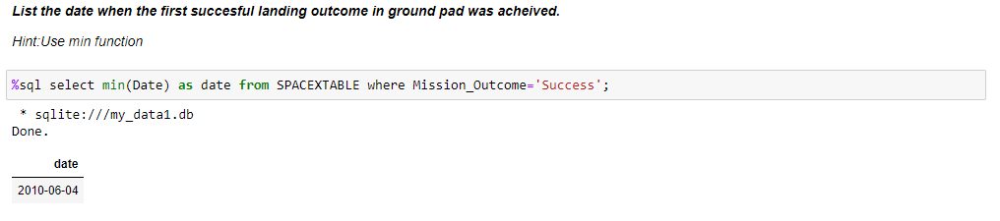 List the date when the first succesful landing outcome in ground pad was acheived.
Hint:Use min function
%sql select min(Date) as date from SPACEXTABLE where Mission_Outcome='Success';
* sqlite:///my_data1.db
Done.
date
2010-06-04